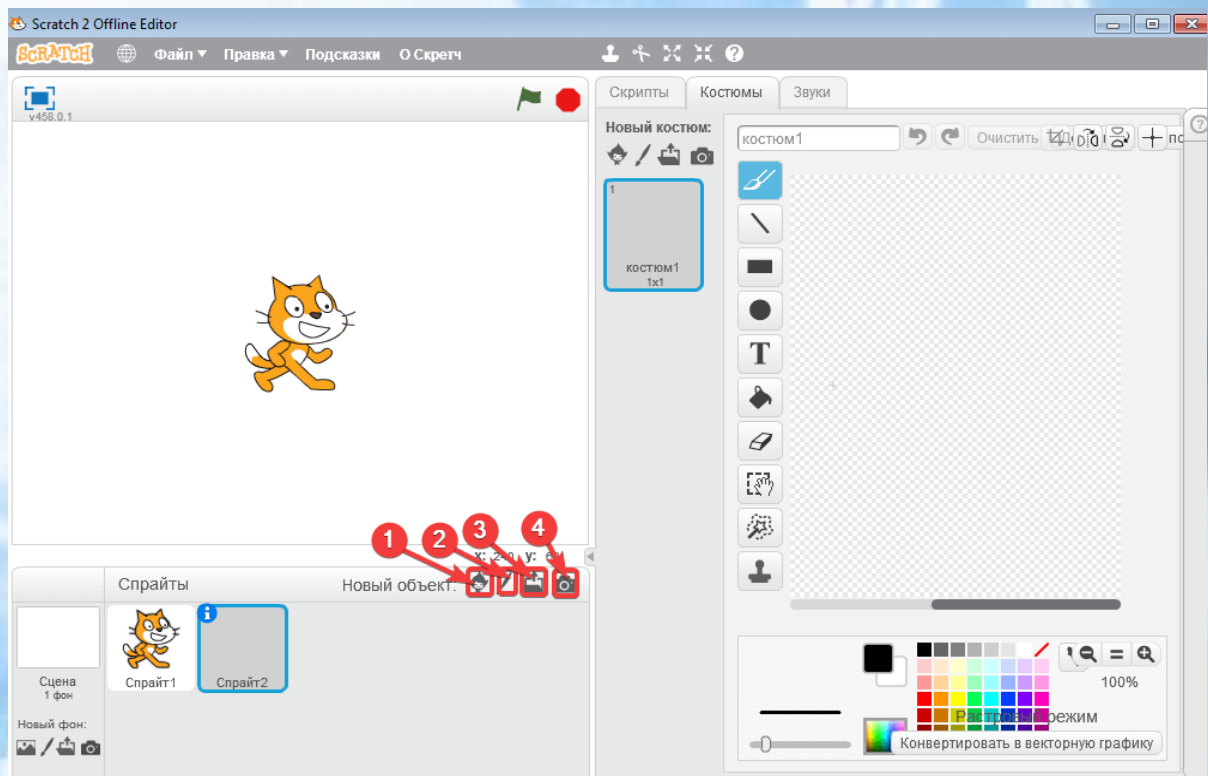 Scratch 2 Offline Editor
SCRATCH Файл Правка Подсказки О Скретч
v458.0.1
Скрипты Костюмы Звуки
Новый костюм:
1
костюм1
1x1
костюм1 Очистить
T
1 2 3 4
x: y:
Спрайты Новый объект:
Спрайт1 Спрайт2
Сцена
1 фон
Новый фон:
100%
Растровый режим
Конвертировать в векторную графику